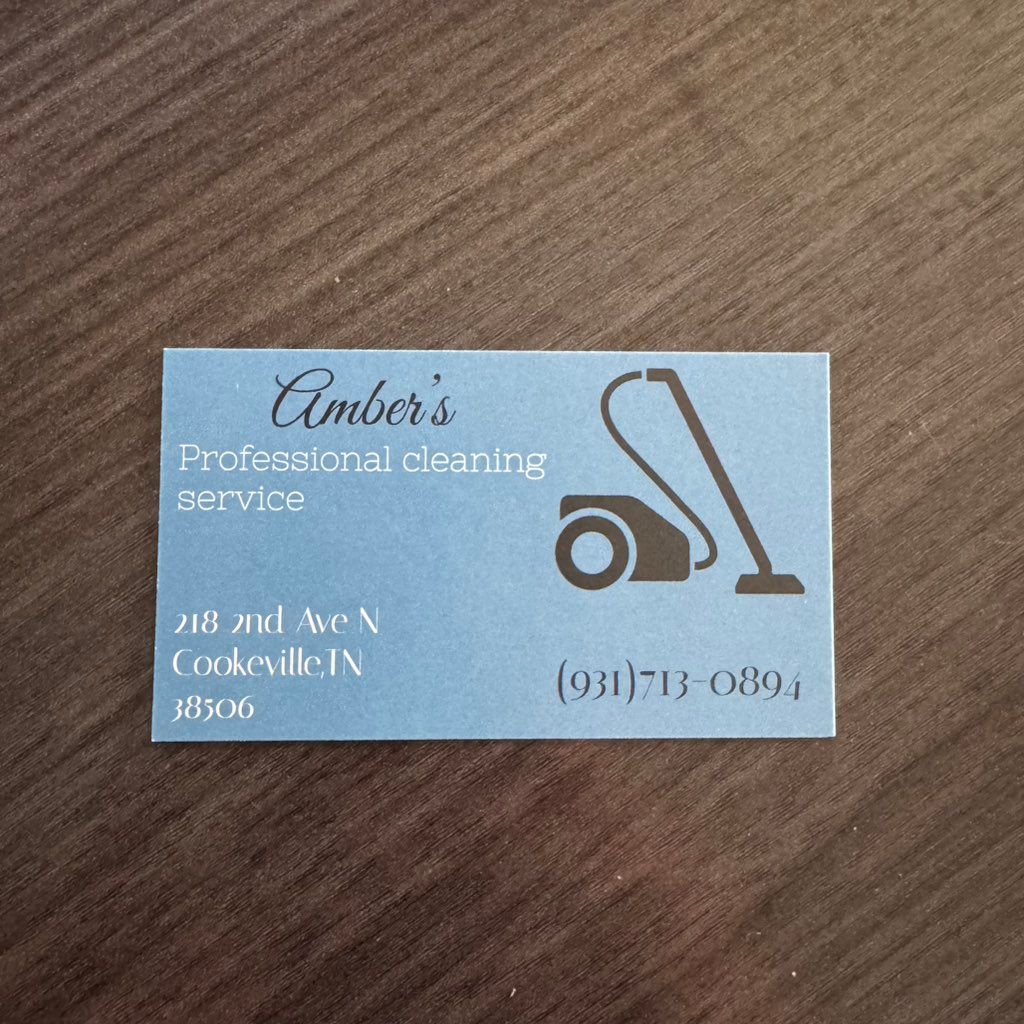 Amber's
Professional cleaning
service
218 2nd Ave N
Cookeville,TN
38506
(931)713-0894